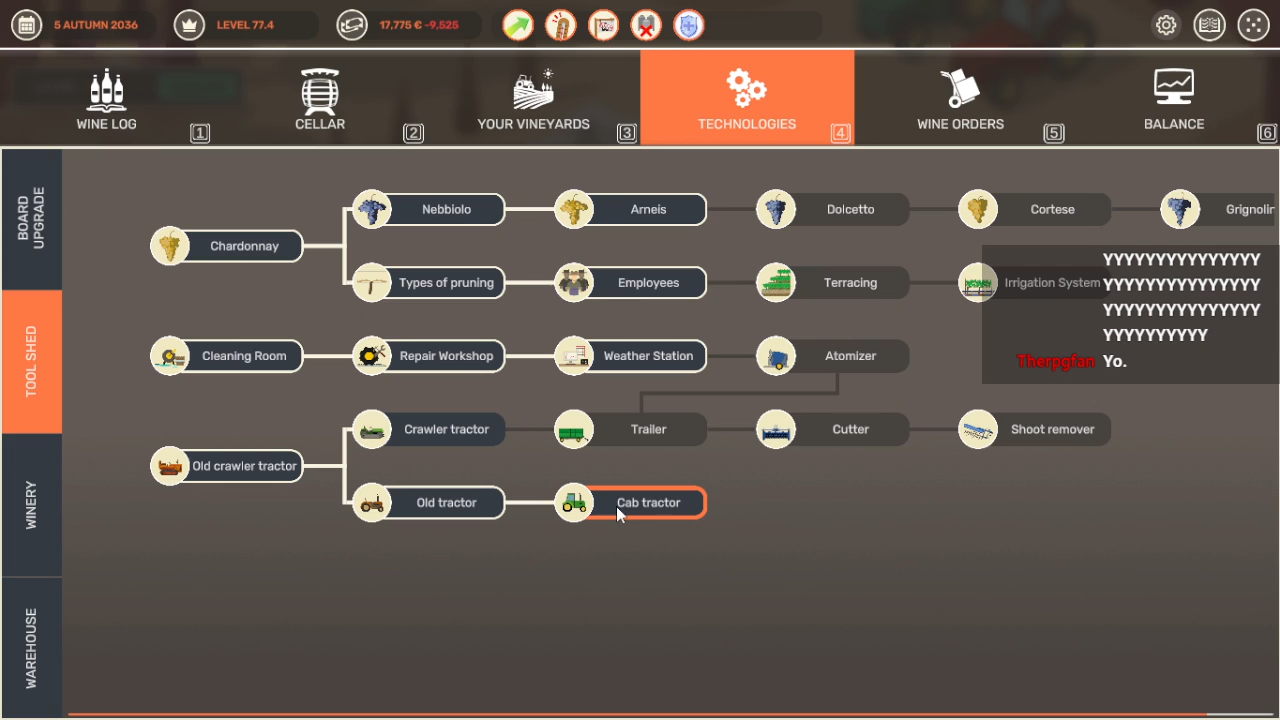 5 AUTUMN 2036
LEVEL 77.4
17,775 € -9,525
WINE LOG
1
CELLAR
2
YOUR VINEYARDS
3
TECHNOLOGIES
4
WINE ORDERS
5
BALANCE
6
BOARD
UPGRADE
TOOL SHED
WINERY
WAREHOUSE
Nebbiolo
Arneis
Dolcetto
Cortese
Grignolin
Chardonnay
Types of pruning
Employees
Terracing
Irrigation System
Cleaning Room
Repair Workshop
Weather Station
Atomizer
Crawler tractor
Trailer
Cutter
Shoot remover
Old crawler tractor
Old tractor
Cab tractor
YYYYYYYYYYYYYYY
YYYYYYYYYYYYYYY
YYYYYYYYYYYYYYY
YYYYYYYYYY
Therpgfan Yo.